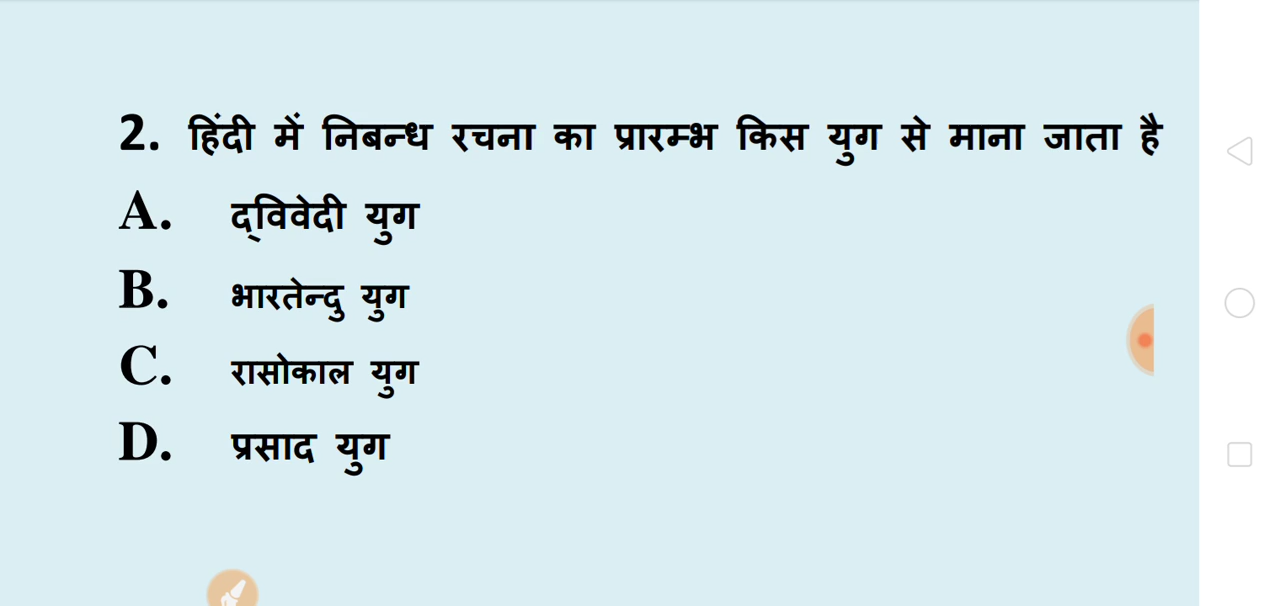 2. हिंदी में निबन्ध रचना का प्रारम्भ किस युग से माना जाता है
A. द्‌विवेदी युग
B. भारतेन्दु युग
C. रासोकाल युग
D. प्रसाद युग